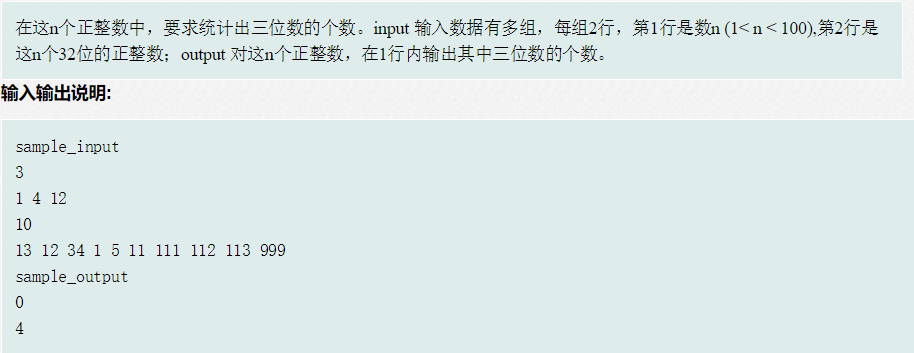 在这n个正整数中，要求统计出三位数的个数。input 输入数据有多组，每组2行，第1行是数n (1< n < 100),第2行是
这n个32位的正整数；output 对这n个正整数，在1行内输出其中三位数的个数。
输入输出说明:
sample_input
3
1 4 12
10
13 12 34 1 5 11 111 112 113 999
sample_output
0
4